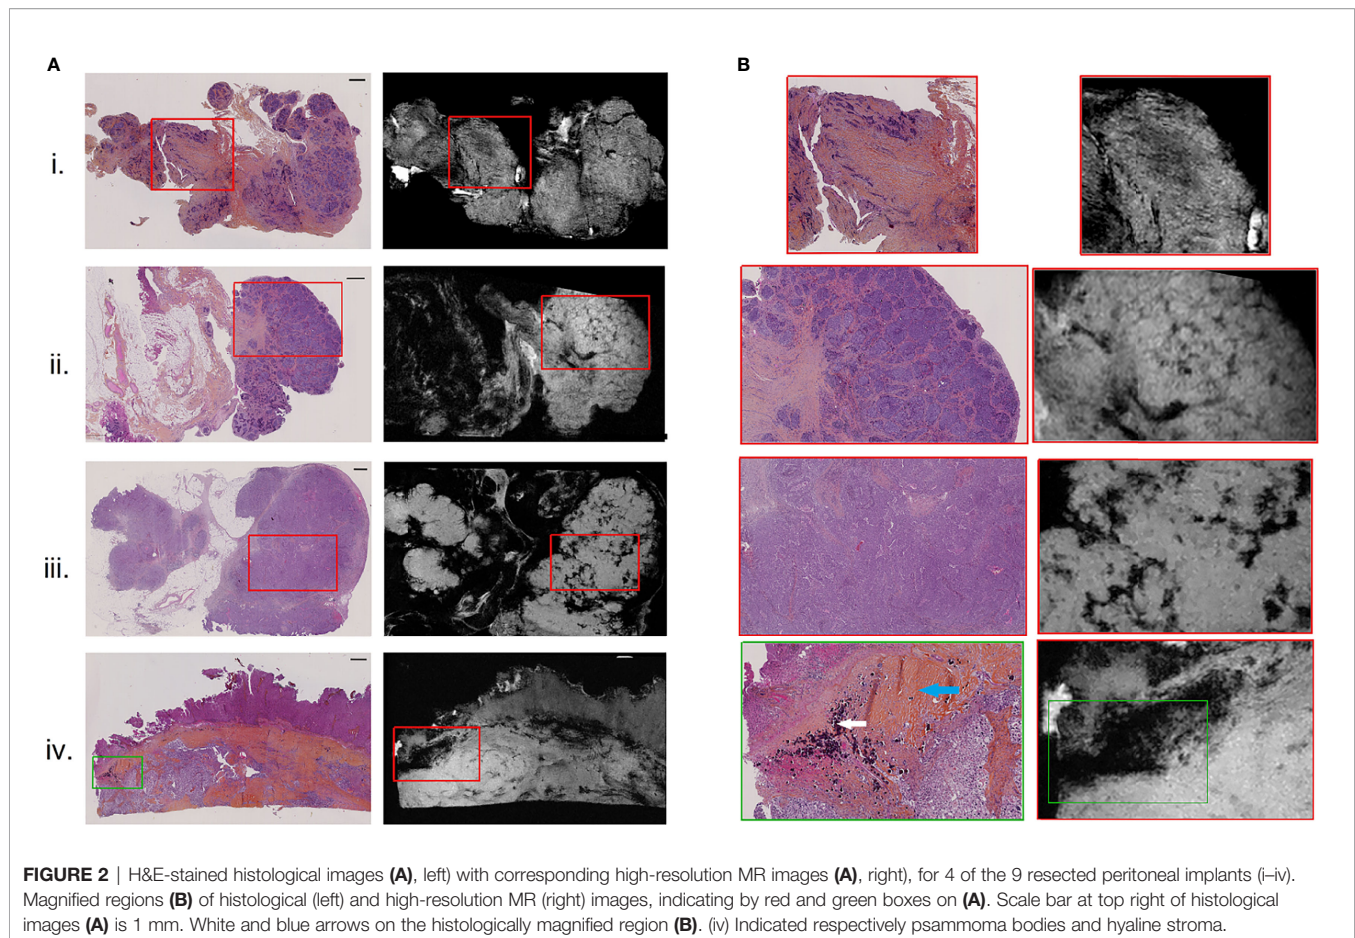 A
B
i.
ii.
iii.
iv.
FIGURE 2 | H&E-stained histological images (A), left) with corresponding high-resolution MR images (A), right), for 4 of the 9 resected peritoneal implants (i–iv).
Magnified regions (B) of histological (left) and high-resolution MR (right) images, indicating by red and green boxes on (A). Scale bar at top right of histological
images (A) is 1 mm. White and blue arrows on the histologically magnified region (B). (iv) Indicated respectively psammoma bodies and hyaline stroma.